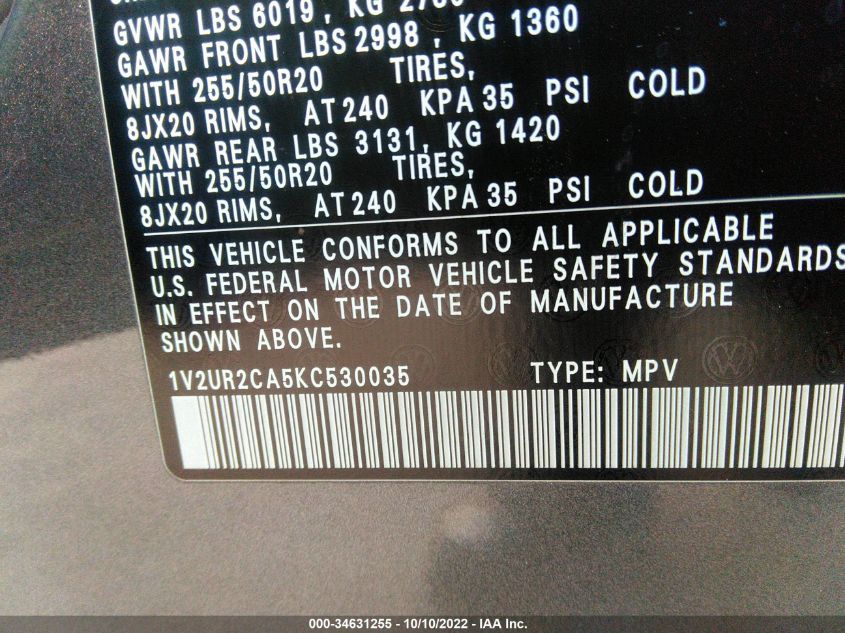 GVWR LBS 6019, KG
GAWR FRONT LBS 2998, KG 1360
WITH 255/50R20 TIRES,
8JX20 RIMS, AT 240 KPA 35 PSI COLD
GAWR REAR LBS 3131, KG 1420
WITH 255/50R20 TIRES,
8JX20 RIMS, AT 240 KPA 35 PSI COLD
THIS VEHICLE CONFORMS TO ALL APPLICABLE
U.S. FEDERAL MOTOR VEHICLE SAFETY STANDARDS
IN EFFECT ON THE DATE OF MANUFACTURE
SHOWN ABOVE.
1V2UR2CA5KC530035 TYPE: MPV
000-34631255 - 10/10/2022 - IAA Inc.